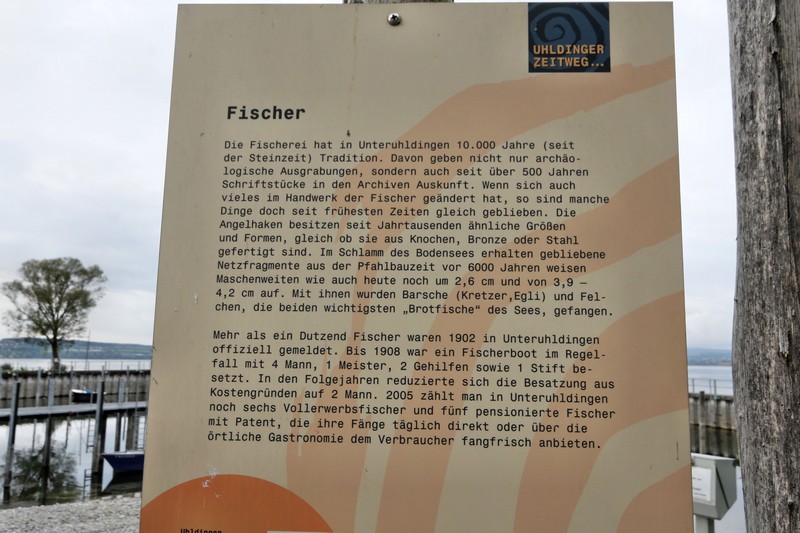 UHLDINGER
ZEITWEG...
Fischer
Die Fischerei hat in Unteruhldingen 10.000 Jahre (seit
der Steinzeit) Tradition. Davon geben nicht nur archäo-
logische Ausgrabungen, sondern auch seit über 500 Jahren
Schriftstücke in den Archiven Auskunft. Wenn sich auch
vieles im Handwerk der Fischer geändert hat, so sind manche
Dinge doch seit frühesten Zeiten gleich geblieben. Die
Angelhaken besitzen seit Jahrtausenden ähnliche Größen
und Formen, gleich ob sie aus Knochen, Bronze oder Stahl
gefertigt sind. Im Schlamm des Bodensees erhalten gebliebene
Netzfragmente aus der Pfahlbauzeit vor 6000 Jahren weisen
Maschenweiten wie auch heute noch um 2,6 cm und von 3,9 –
4,2 cm auf. Mit ihnen wurden Barsche (Kretzer,Egli) und Fel-
chen, die beiden wichtigsten „Brotfische" des Sees, gefangen.
Mehr als ein Dutzend Fischer waren 1902 in Unteruhldingen
offiziell gemeldet. Bis 1908 war ein Fischerboot im Regel-
fall mit 4 Mann, 1 Meister, 2 Gehilfen sowie 1 Stift be-
setzt. In den Folgejahren reduzierte sich die Besatzung aus
Kostengründen auf 2 Mann. 2005 zählt man in Unteruhldingen
noch sechs Vollerwerbsfischer und fünf pensionierte Fischer
mit Patent, die ihre Fänge täglich direkt oder über die
örtliche Gastronomie dem Verbraucher fangfrisch anbieten.
Uhldingen